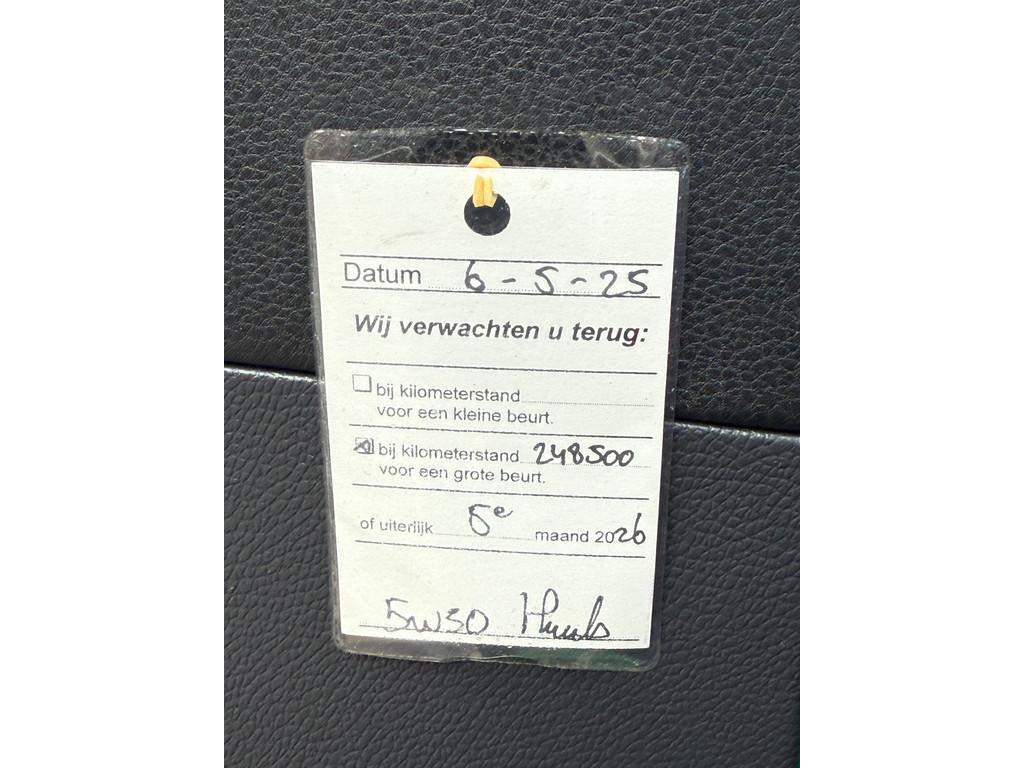 Datum 6-5-25
Wij verwachten u terug:
bij kilometerstand
voor een kleine beurt.
bij kilometerstand 248500
voor een grote beurt.
of uiterlijk 5e maand 2026
5W30